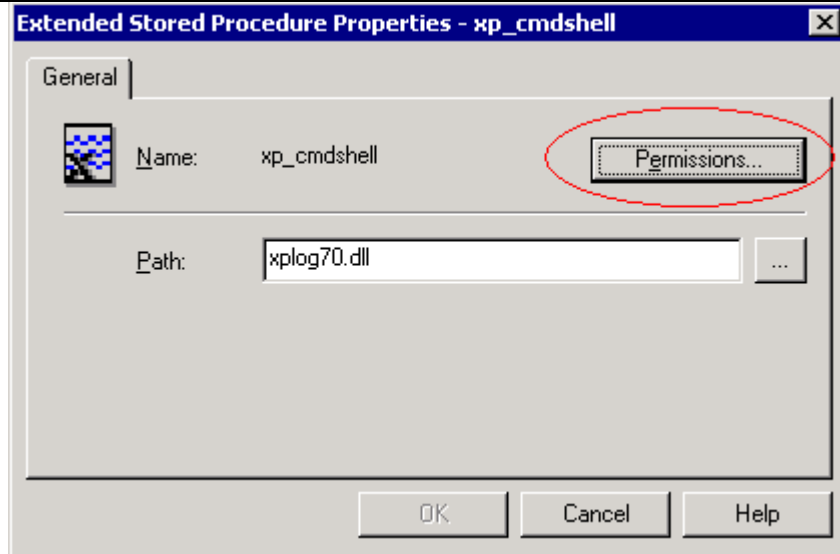 Extended Stored Procedure Properties - xp_cmdshell
General
Name: xp_cmdshell Permissions...
Path: xplog70.dll ...
OK Cancel Help